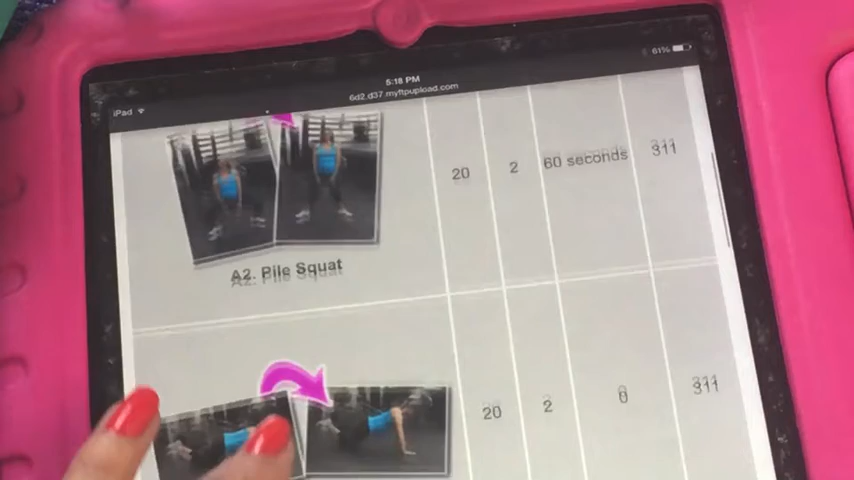 5:18 PM
iPad
61%
6d2.d37.myftpupload.com
20 2 60 seconds 311
A2. Pile Squat
20 2 0 311